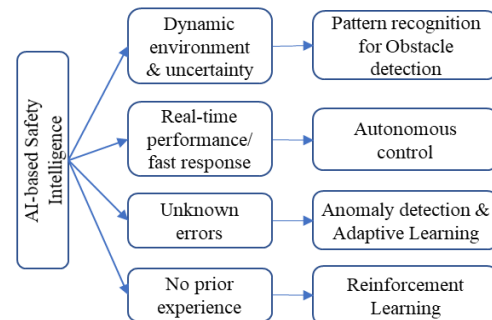 AI-based Safety
Intelligence
Dynamic
environment
& uncertainty
Pattern recognition
for Obstacle
detection
Real-time
performance/
fast response
Autonomous
control
Unknown
errors
Anomaly detection &
Adaptive Learning
No prior
experience
Reinforcement
Learning